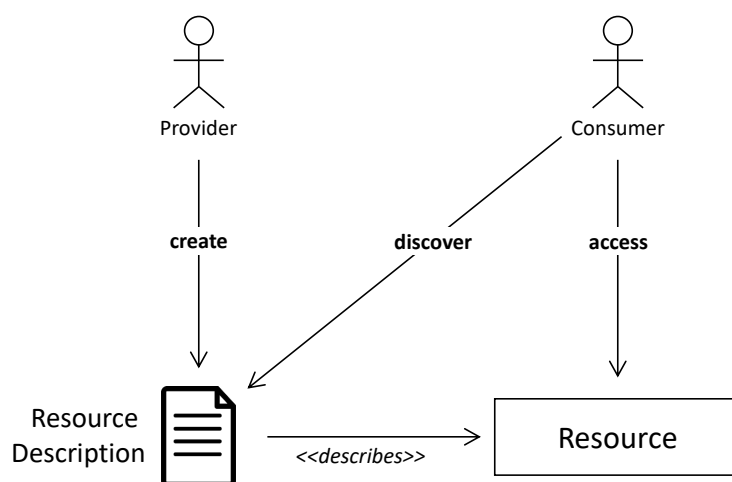 Provider
Consumer
create
discover
access
Resource
Description
<<describes>>
Resource